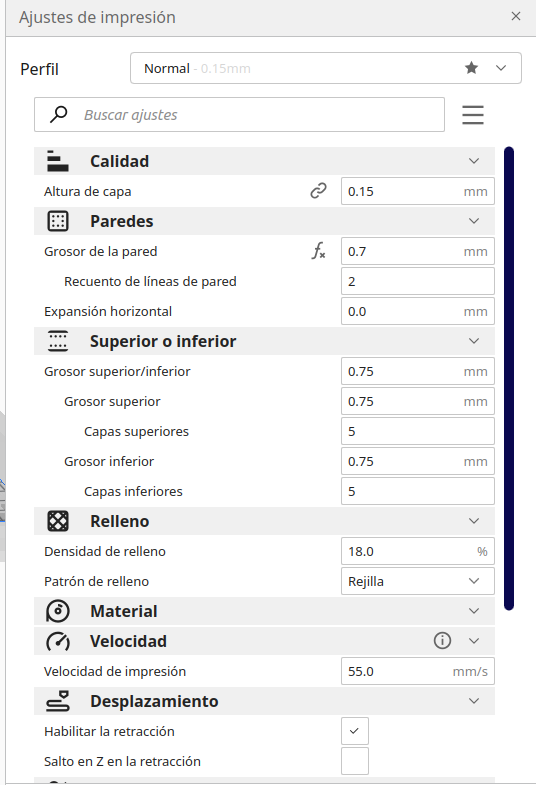 Ajustes de impresión
Perfil
Normal - 0.15mm
Buscar ajustes
Calidad
Altura de capa 0.15 mm
Paredes
Grosor de la pared fx 0.7 mm
Recuento de líneas de pared 2
Expansión horizontal 0.0 mm
Superior o inferior
Grosor superior/inferior 0.75 mm
Grosor superior 0.75 mm
Capas superiores 5
Grosor inferior 0.75 mm
Capas inferiores 5
Relleno
Densidad de relleno 18.0 %
Patrón de relleno Rejilla
Material
Velocidad
Velocidad de impresión 55.0 mm/s
Desplazamiento
Habilitar la retracción
Salto en Z en la retracción